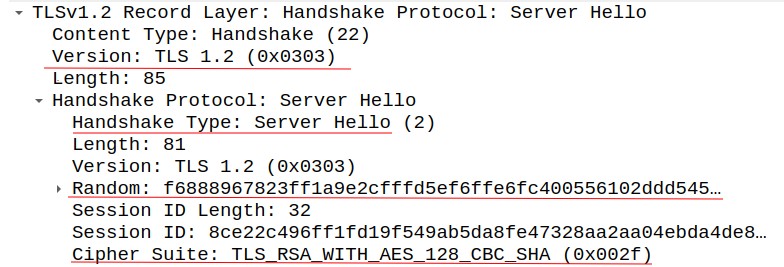 TLSv1.2 Record Layer: Handshake Protocol: Server Hello
Content Type: Handshake (22)
Version: TLS 1.2 (0x0303)
Length: 85
Handshake Protocol: Server Hello
Handshake Type: Server Hello (2)
Length: 81
Version: TLS 1.2 (0x0303)
Random: f6888967823ff1a9e2cfffd5ef6ffe6fc400556102ddd545…
Session ID Length: 32
Session ID: 8ce22c496ff1fd19f549ab5da8fe47328aa2aa04ebda4de8…
Cipher Suite: TLS_RSA_WITH_AES_128_CBC_SHA (0x002f)